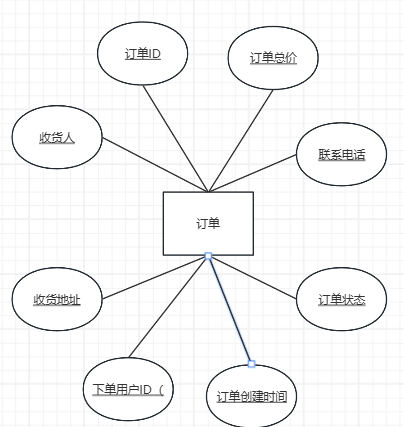 订单ID
订单总价
收货人
联系电话
订单
收货地址
订单状态
下单用户ID（
订单创建时间